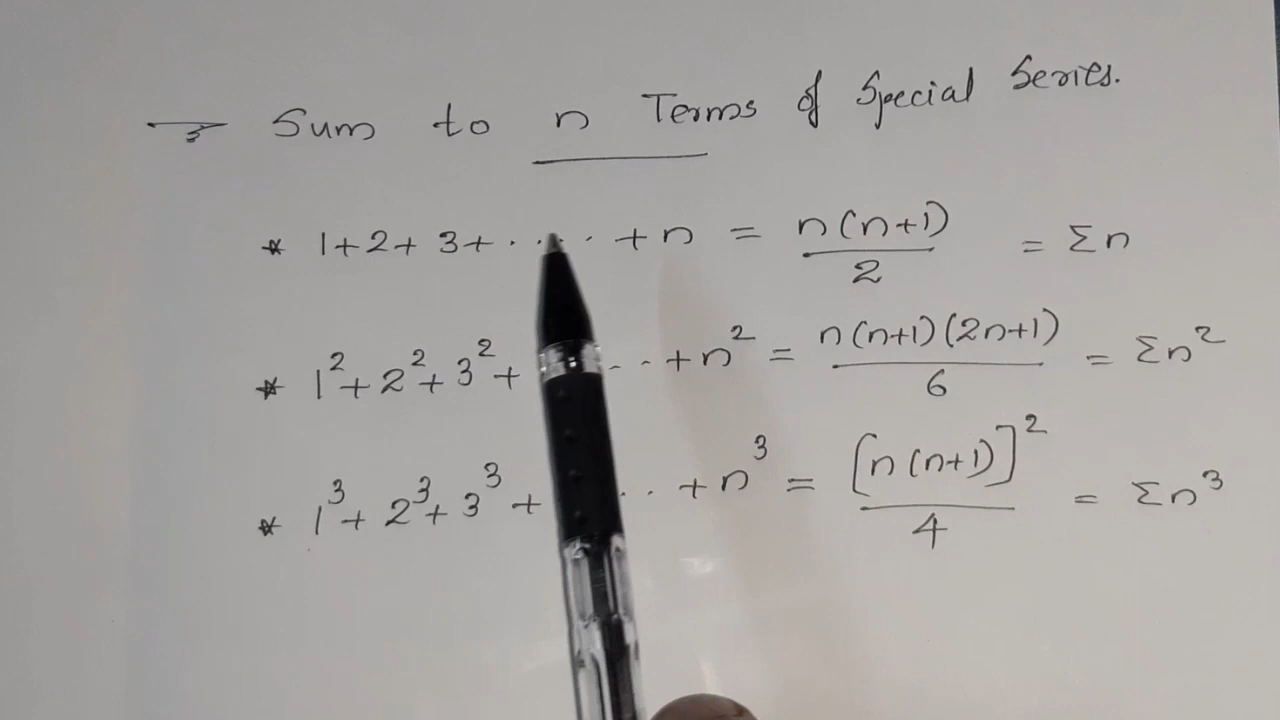 → Sum to n Terms of Special Series.
* 1+2+3+.....+n = n(n+1)/2 = Σn
* 1²+2²+3²+...+n² = n(n+1)(2n+1)/6 = Σn²
* 1³+2³+3³+...+n³ = [n(n+1)]²/4 = Σn³